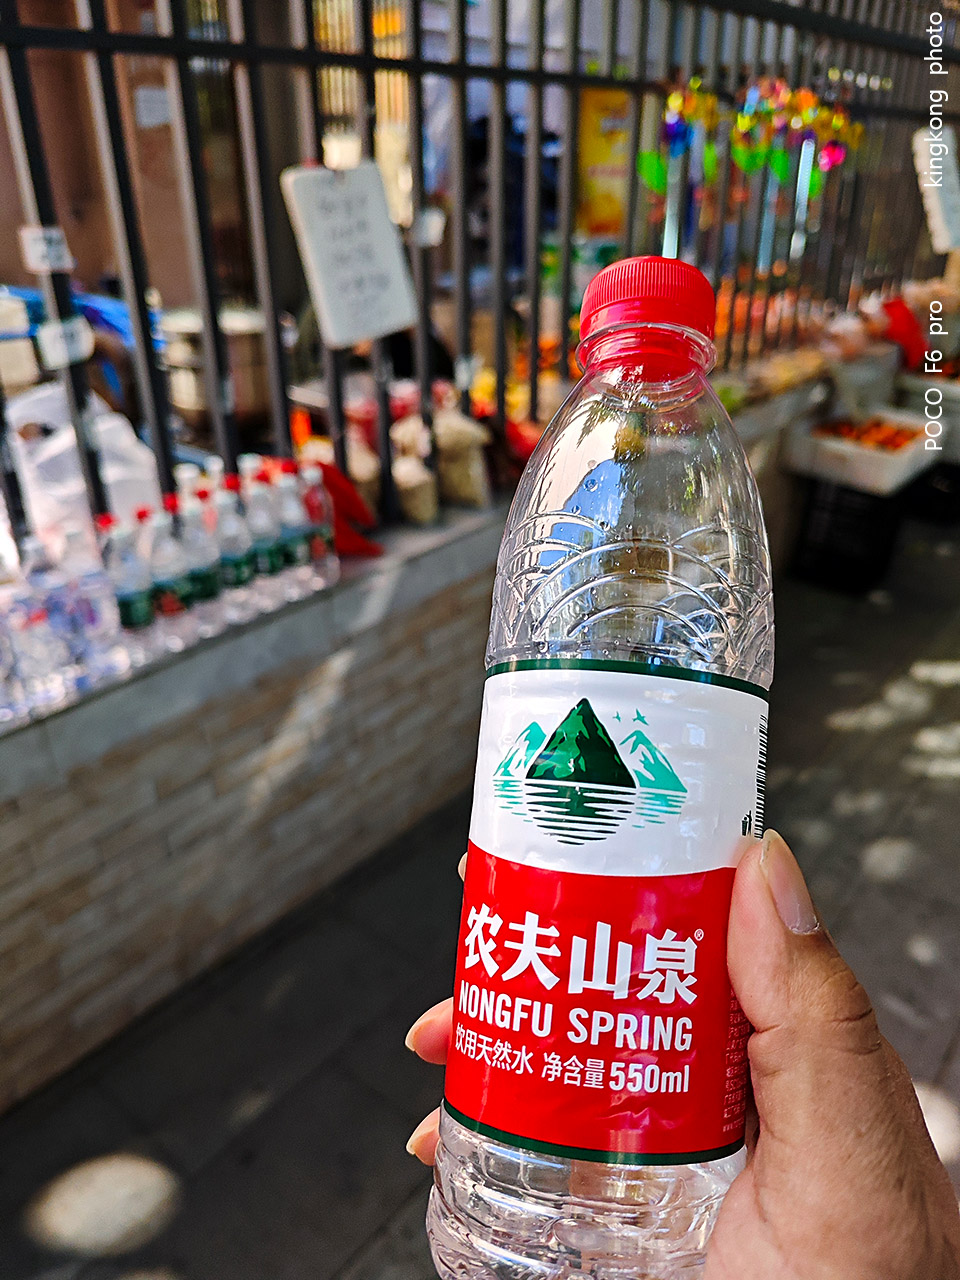 kingkong photo
POCO F6 pro
农夫山泉®
NONGFU SPRING
饮用天然水 净含量550ml